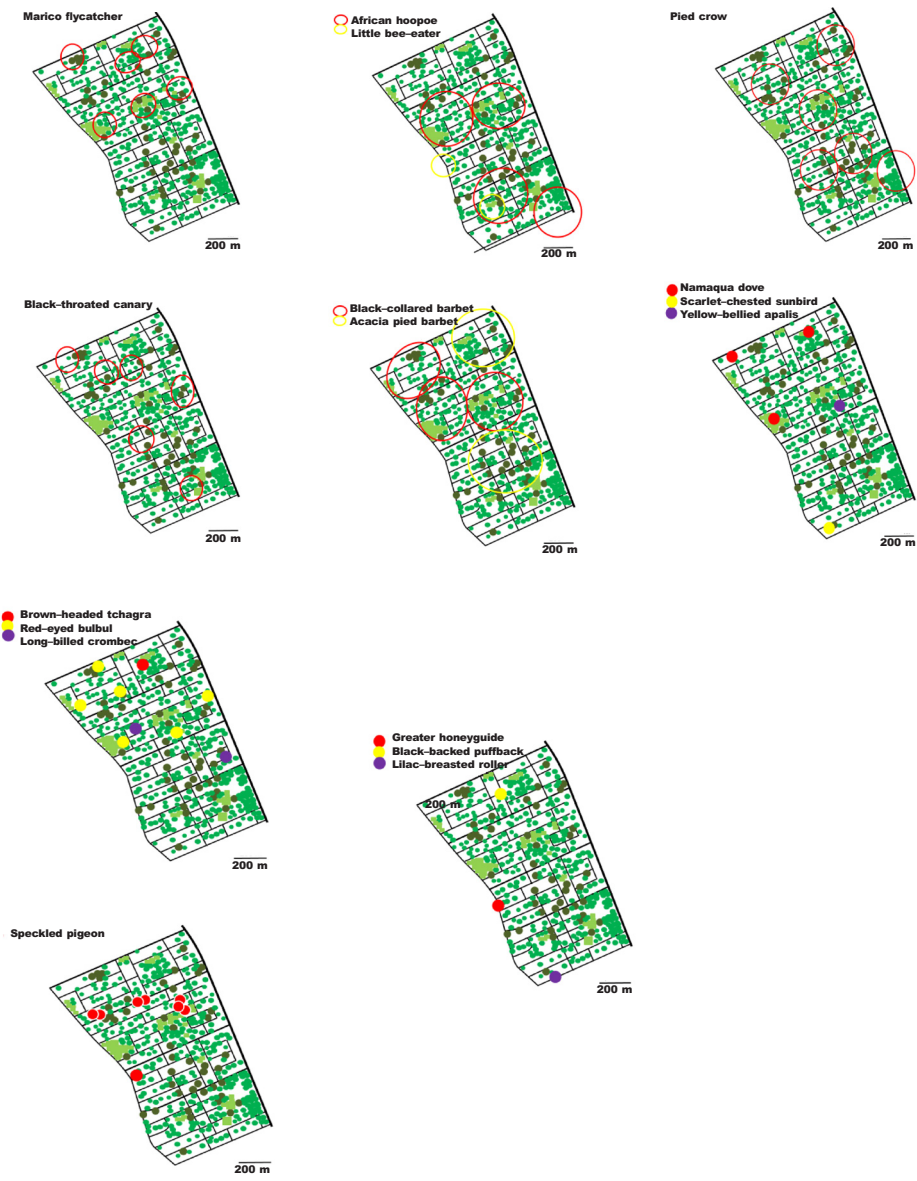 Marico flycatcher
African hoopoe
Little bee–eater
Pied crow
200 m
200 m
200 m
Black–throated canary
Black–collared barbet
Acacia pied barbet
Namaqua dove
Scarlet–chested sunbird
Yellow–bellied apalis
200 m
200 m
200 m
Brown–headed tchagra
Red–eyed bulbul
Long–billed crombec
200 m
Greater honeyguide
Black–backed puffback
Lilac–breasted roller
200 m
200 m
Speckled pigeon
200 m